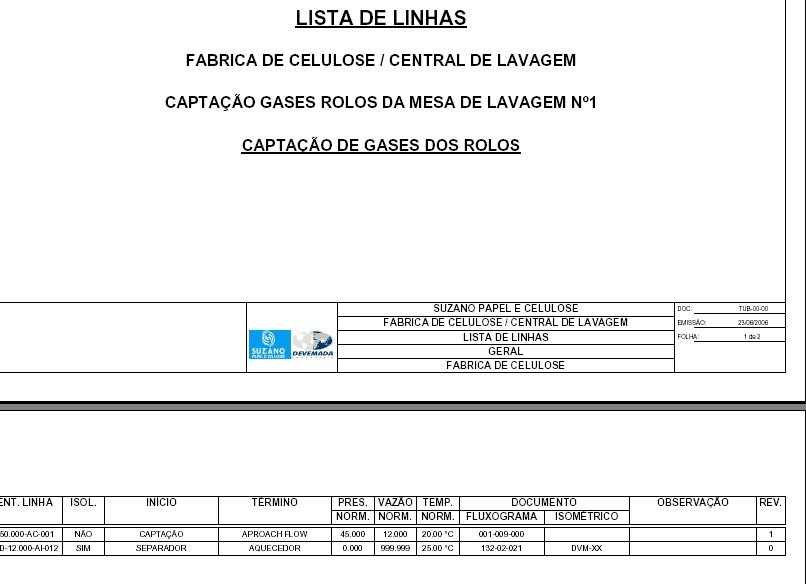 LISTA DE LINHAS
FABRICA DE CELULOSE / CENTRAL DE LAVAGEM
CAPTAÇÃO GASES ROLOS DA MESA DE LAVAGEM Nº1
CAPTAÇÃO DE GASES DOS ROLOS
SUZANO
PAPEL E CELULOSE
DEVEMADA
SUZANO PAPEL E CELULOSE
FABRICA DE CELULOSE / CENTRAL DE LAVAGEM
LISTA DE LINHAS
GERAL
FABRICA DE CELULOSE
DOC: TUB-00-00
EMISSÃO: 23/06/2006
FOLHA: 1 de 2
ENT. LINHA ISOL. INÍCIO TÉRMINO PRES. VAZÃO TEMP. DOCUMENTO OBSERVAÇÃO REV.
NORM. NORM. NORM. FLUXOGRAMA ISOMÉTRICO
50.000-AC-001 NÃO CAPTAÇÃO APROACH FLOW 45.000 12.000 20.00 °C 001-009-000 1
D-12.000-AI-012 SIM SEPARADOR AQUECEDOR 0.000 999.999 25.00 °C 132-02-021 DVM-XX 0